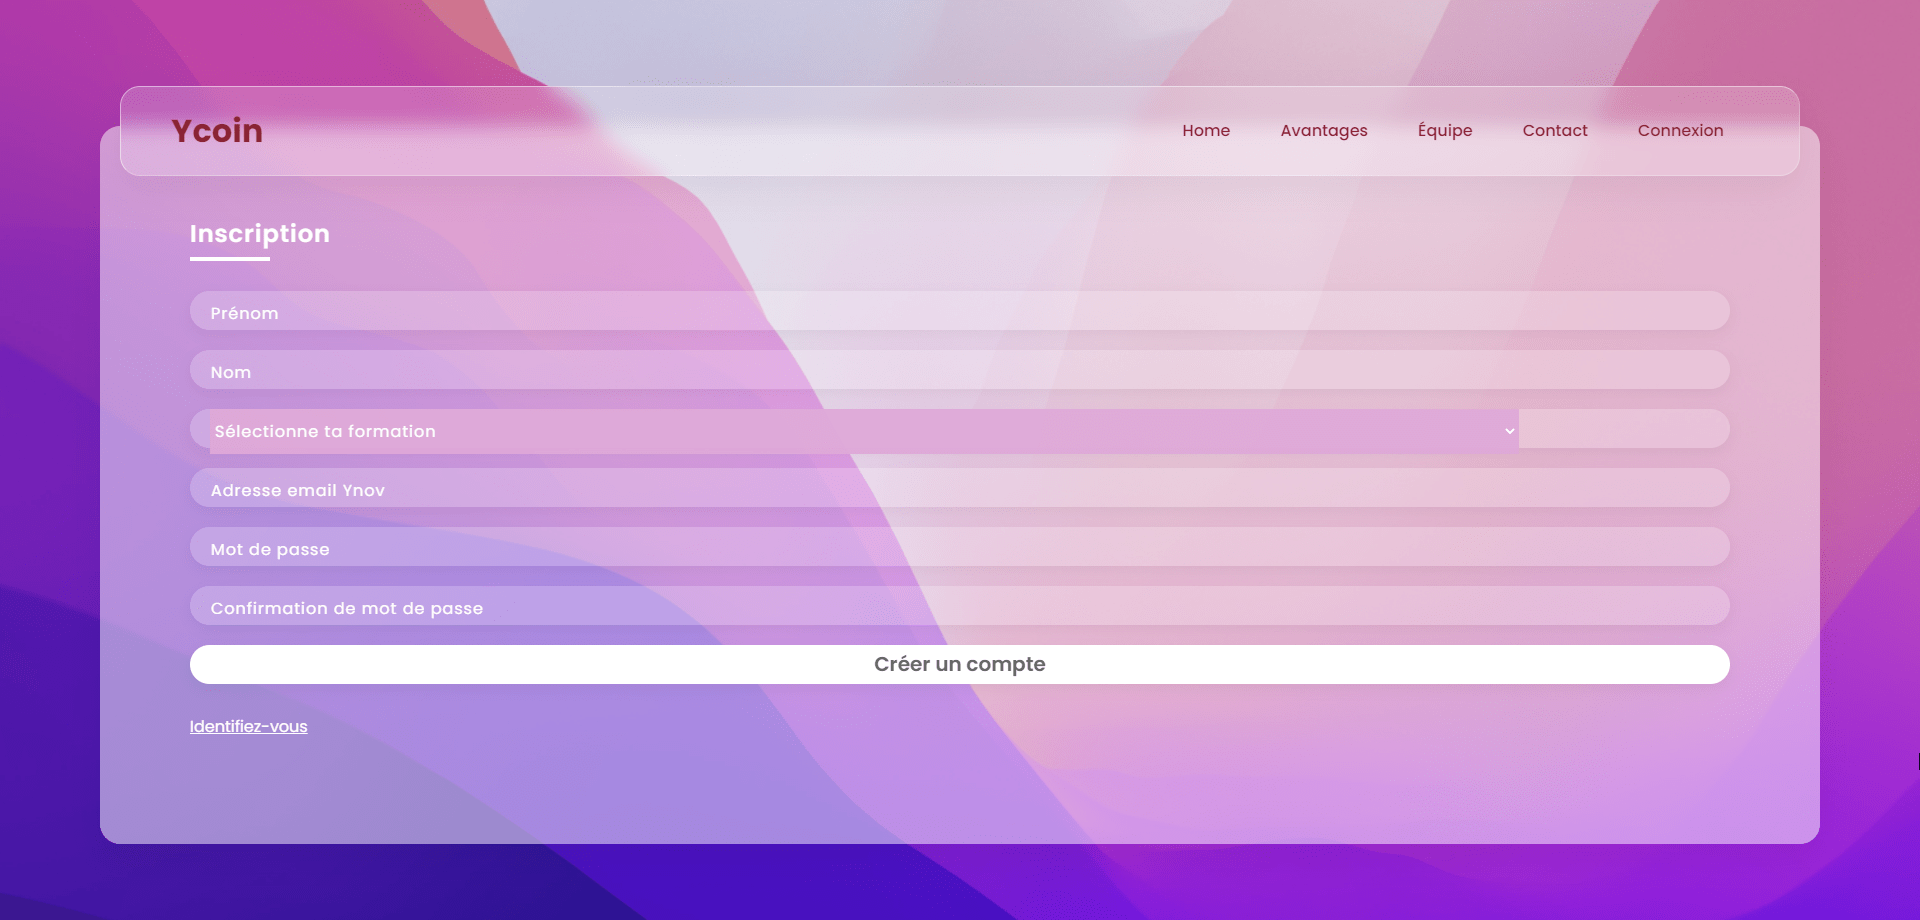 Ycoin
Home Avantages Équipe Contact Connexion
Inscription
Prénom
Nom
Sélectionne ta formation
Adresse email Ynov
Mot de passe
Confirmation de mot de passe
Créer un compte
Identifiez-vous